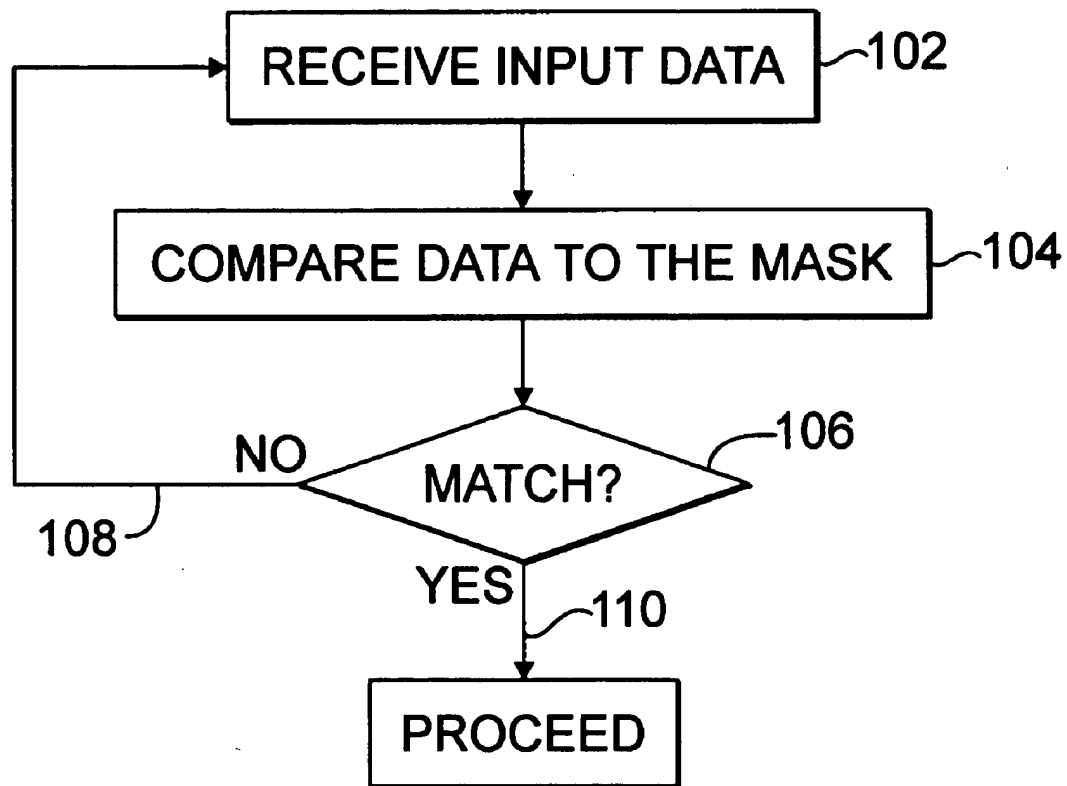 RECEIVE INPUT DATA
102
COMPARE DATA TO THE MASK
104
MATCH?
106
NO
108
YES
110
PROCEED